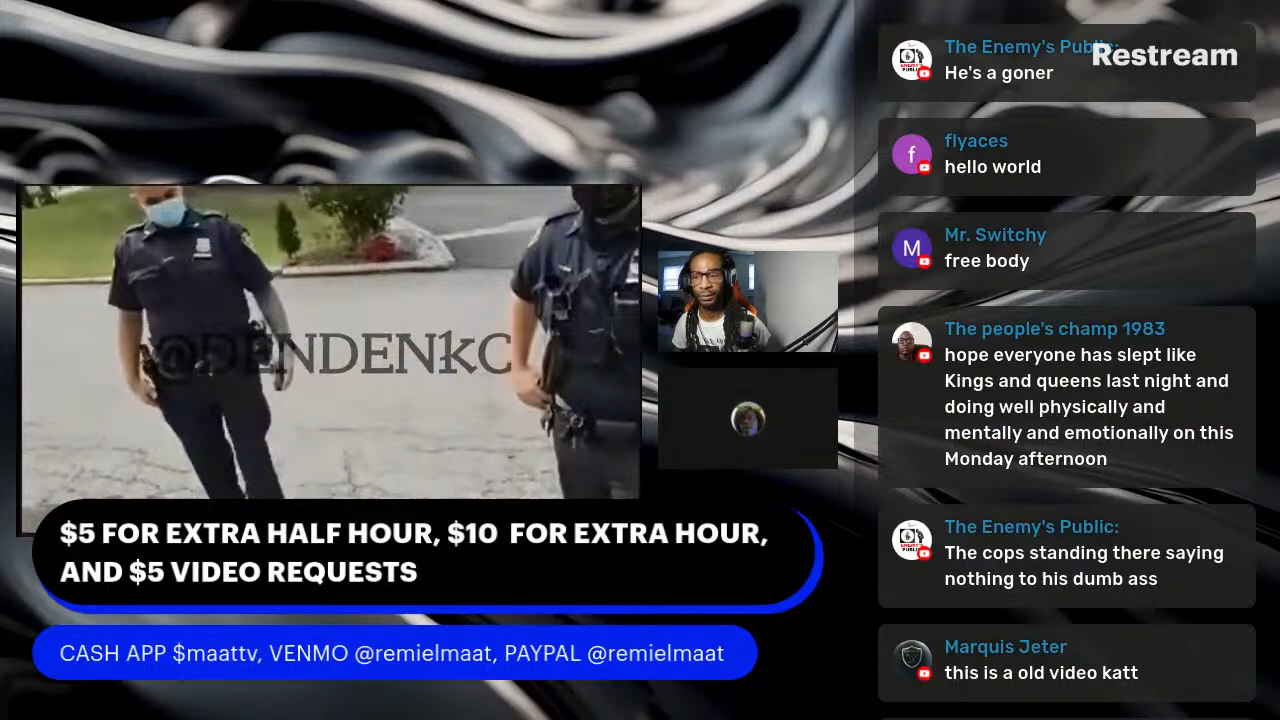 The Enemy's Public:
Restream
He's a goner
f
flyaces
hello world
M
Mr. Switchy
free body
The people's champ 1983
hope everyone has slept like
Kings and queens last night and
doing well physically and
mentally and emotionally on this
Monday afternoon
The Enemy's Public:
The cops standing there saying
nothing to his dumb ass
Marquis Jeter
this is a old video katt
@DENDENkC
$5 FOR EXTRA HALF HOUR, $10 FOR EXTRA HOUR,
AND $5 VIDEO REQUESTS
CASH APP $maattv, VENMO @remielmaat, PAYPAL @remielmaat